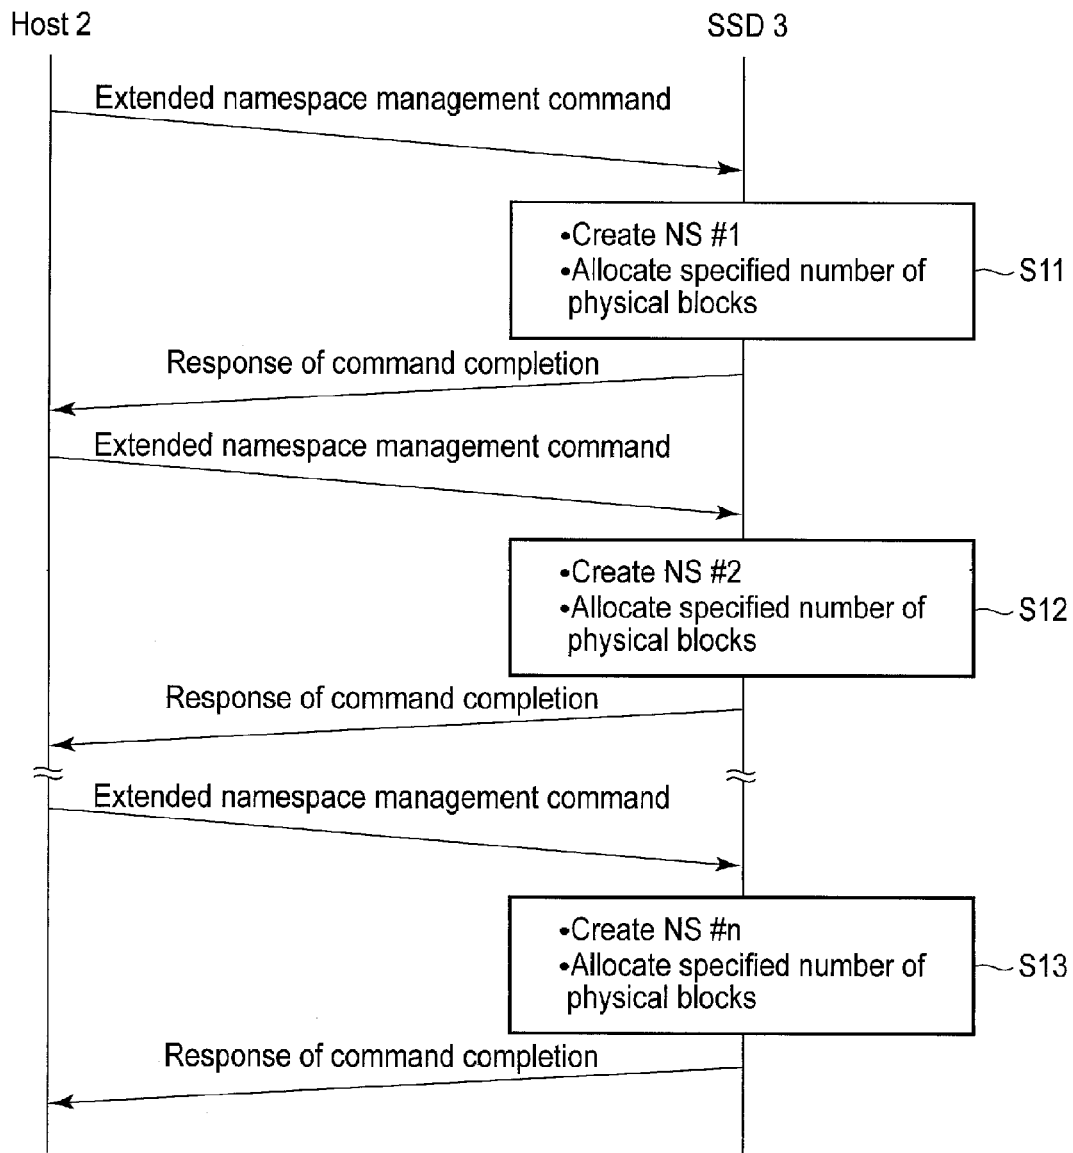 Host 2
SSD 3
Extended namespace management command
•Create NS #1
•Allocate specified number of
physical blocks
S11
Response of command completion
Extended namespace management command
•Create NS #2
•Allocate specified number of
physical blocks
S12
Response of command completion
Extended namespace management command
•Create NS #n
•Allocate specified number of
physical blocks
S13
Response of command completion